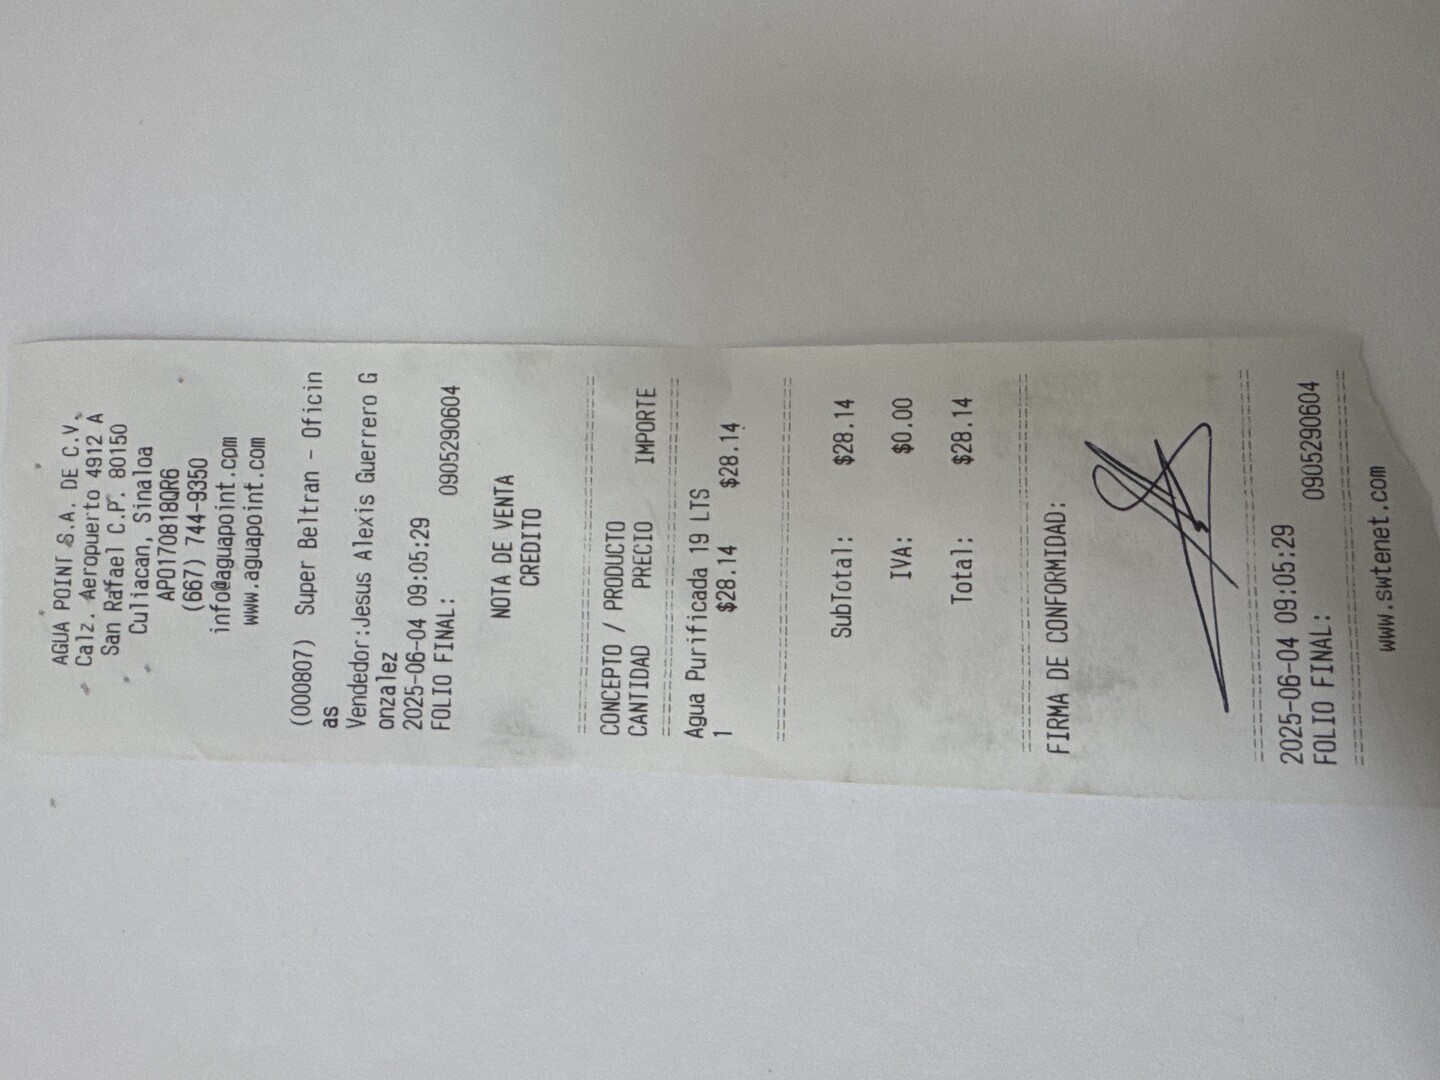 AGUA POINT S.A. DE C.V.
Calz. Aeropuerto 4912 A
San Rafael C.P. 80150
Culiacan, Sinaloa
APO170818QR6
(667) 744-9350
info@aguapoint.com
www.aguapoint.com
(000807) Super Beltran - Oficin
as
Vendedor:Jesus Alexis Guerrero G
onzalez
2025-06-04 09:05:29
FOLIO FINAL: 0905290604
NOTA DE VENTA
CREDITO
CONCEPTO / PRODUCTO
CANTIDAD PRECIO IMPORTE
Agua Purificada 19 LTS
1 $28.14 $28.14
SubTotal: $28.14
IVA: $0.00
Total: $28.14
FIRMA DE CONFORMIDAD:
2025-06-04 09:05:29
FOLIO FINAL: 0905290604
www.swtenet.com